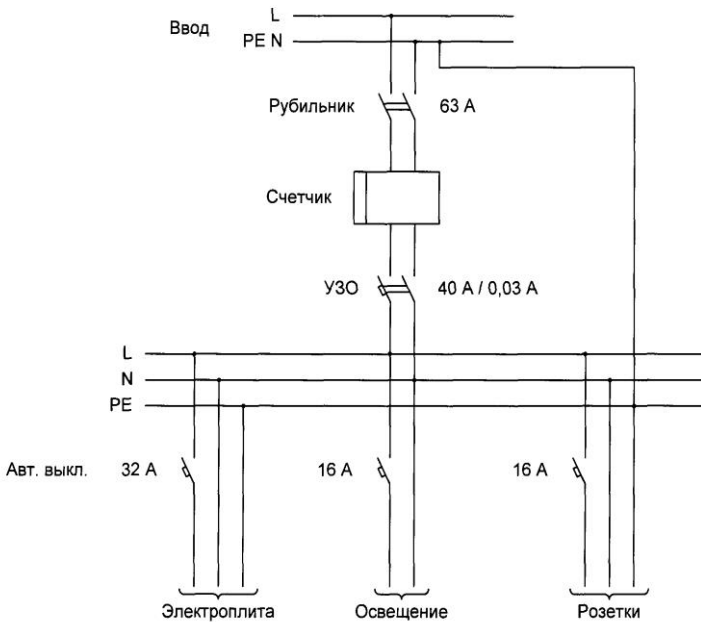 L
Ввод
PE N
Рубильник 63 А
Счетчик
УЗО 40 А / 0,03 А
L
N
PE
Авт. выкл. 32 А 16 А 16 А
Электроплита Освещение Розетки